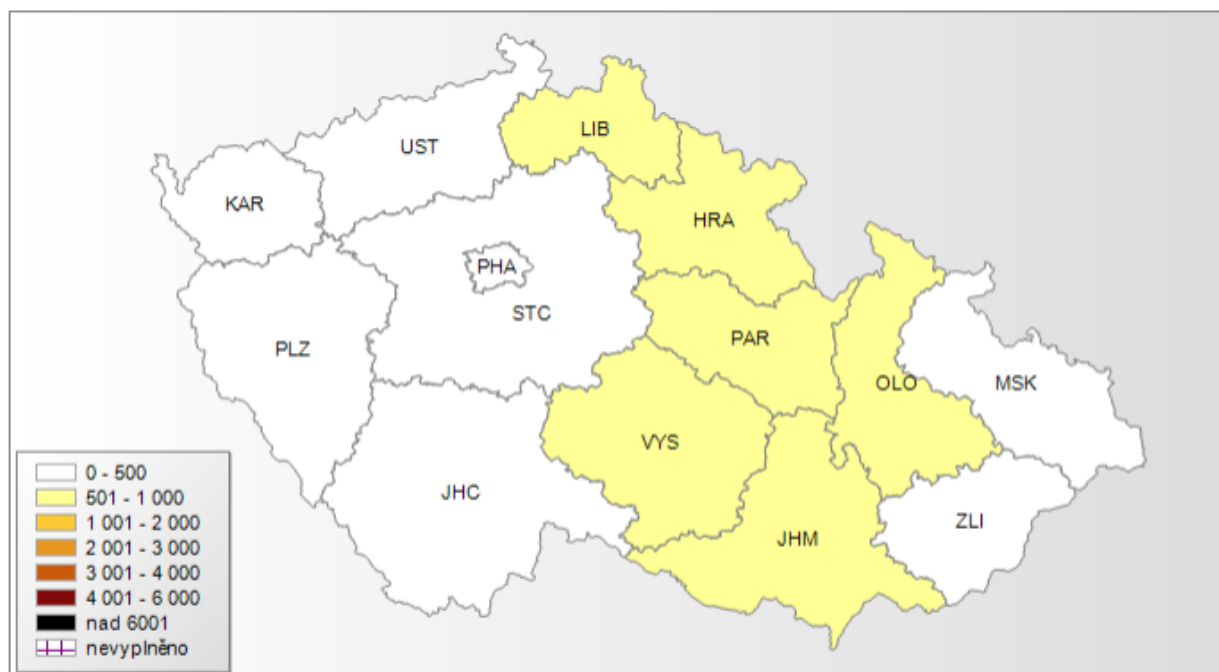 LIB
UST
KAR
HRA
PHA
STC
PAR
PLZ
OLO
MSK
VYS
JHC
ZLI
JHM
0 - 500
501 - 1 000
1 001 - 2 000
2 001 - 3 000
3 001 - 4 000
4 001 - 6 000
nad 6001
nevyplněno